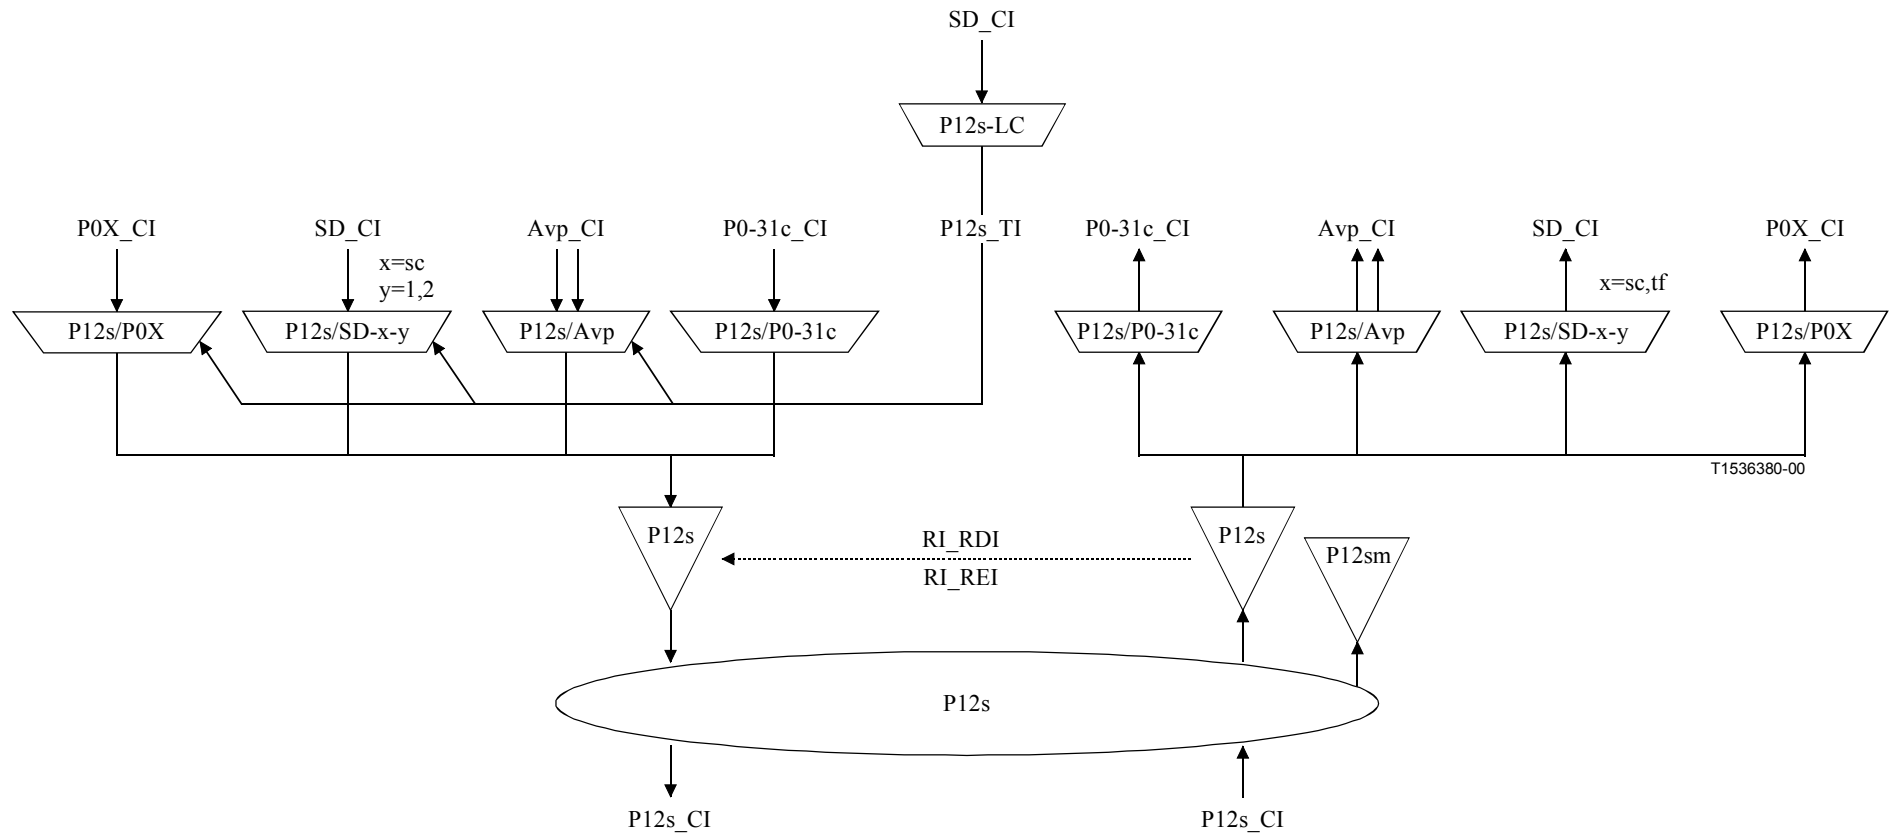 SD_CI
P12s-LC
P0X_CI
SD_CI
Avp_CI
P0-31c_CI
P12s_TI
P0-31c_CI
Avp_CI
SD_CI
P0X_CI
x=sc
y=1,2
x=sc,tf
P12s/P0X
P12s/SD-x-y
P12s/Avp
P12s/P0-31c
P12s/P0-31c
P12s/Avp
P12s/SD-x-y
P12s/P0X
T1536380-00
P12s
RI_RDI
RI_REI
P12s
P12sm
P12s
P12s_CI
P12s_CI